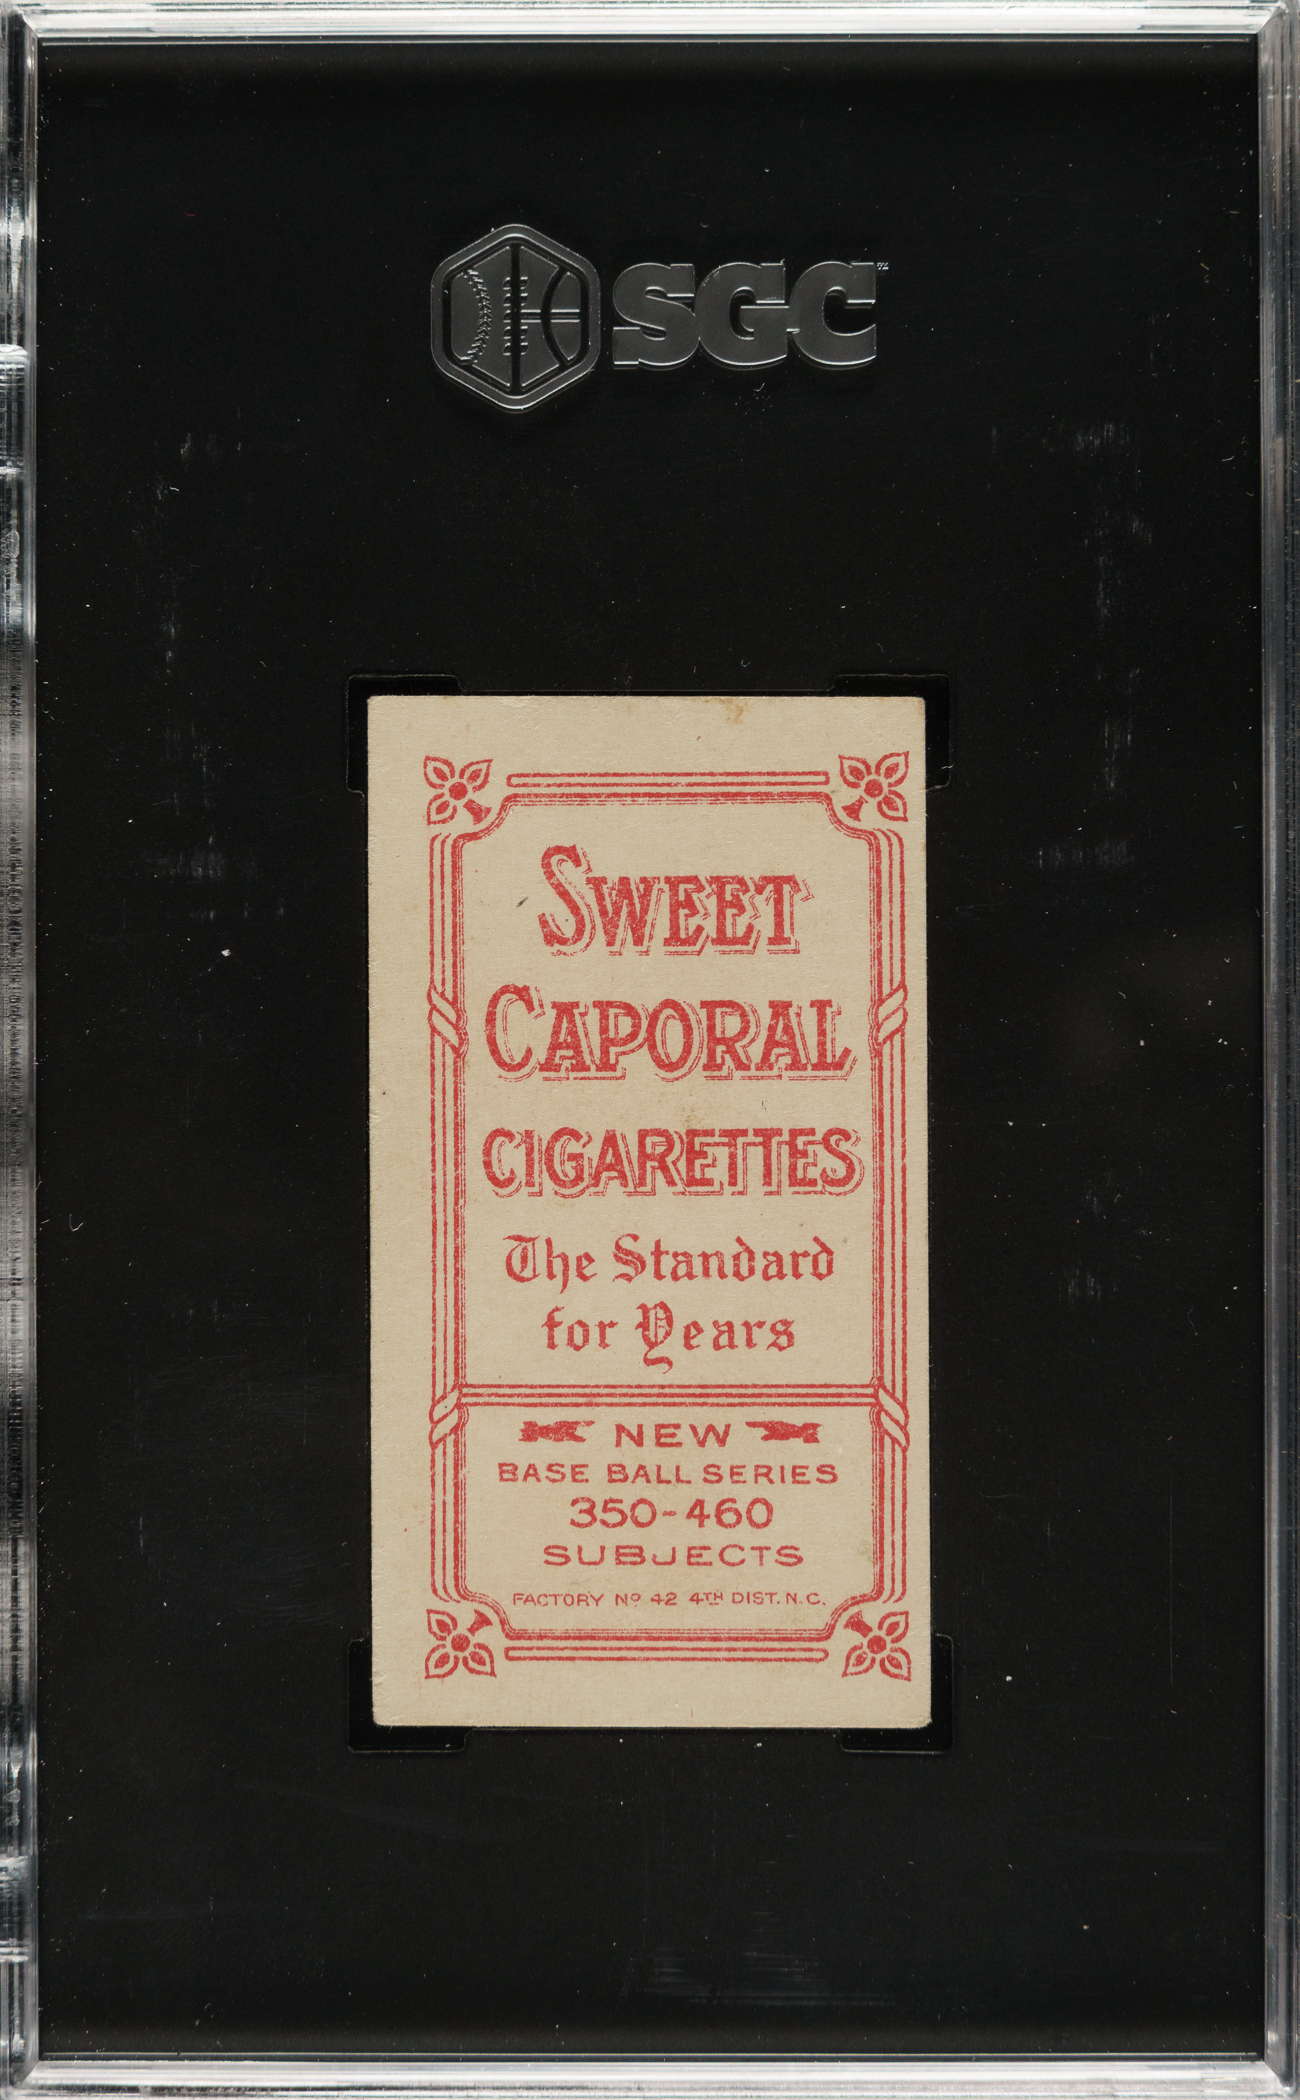 SGC
SWEET
CAPORAL
CIGARETTES
The Standard
for Years
NEW
BASE BALL SERIES
350-460
SUBJECTS
FACTORY Nº 42 4TH DIST. N.C.